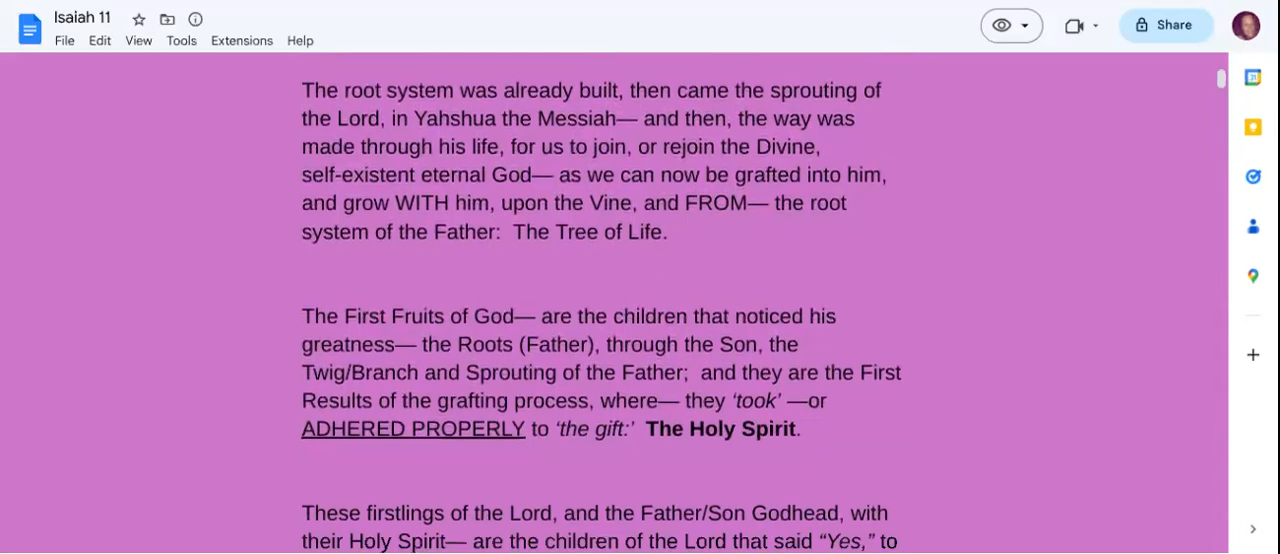 Isaiah 11
File Edit View Tools Extensions Help
Share
31
The root system was already built, then came the sprouting of
the Lord, in Yahshua the Messiah— and then, the way was
made through his life, for us to join, or rejoin the Divine,
self-existent eternal God— as we can now be grafted into him,
and grow WITH him, upon the Vine, and FROM— the root
system of the Father:  The Tree of Life.
The First Fruits of God— are the children that noticed his
greatness— the Roots (Father), through the Son, the
Twig/Branch and Sprouting of the Father;  and they are the First
Results of the grafting process, where— they ‘took’ —or
ADHERED PROPERLY to ‘the gift:’  The Holy Spirit.
These firstlings of the Lord, and the Father/Son Godhead, with
their Holy Spirit— are the children of the Lord that said “Yes,” to